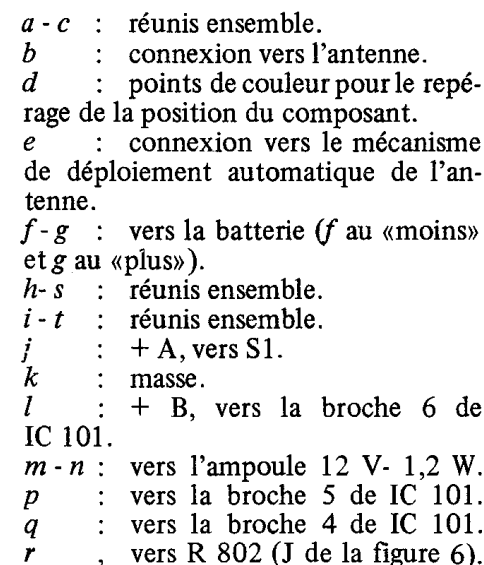 a - c : réunis ensemble.
b : connexion vers l'antenne.
d : points de couleur pour le repé-
rage de la position du composant.
e : connexion vers le mécanisme
de déploiement automatique de l'an-
tenne.
f - g : vers la batterie (f au «moins»
et g au «plus»).
h- s : réunis ensemble.
i - t : réunis ensemble.
j : + A, vers S1.
k : masse.
l : + B, vers la broche 6 de
IC 101.
m - n : vers l'ampoule 12 V- 1,2 W.
p : vers la broche 5 de IC 101.
q : vers la broche 4 de IC 101.
r , vers R 802 (J de la figure 6).